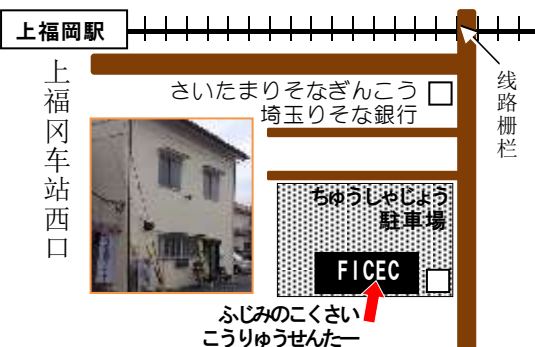 上福岡駅
上福冈车站西口
线路栅栏
さいたまりそなぎんこう
埼玉りそな銀行
ちゅうしゃじょう
駐車場
FICEC
ふじみのこくさい
こうりゅうせんたー